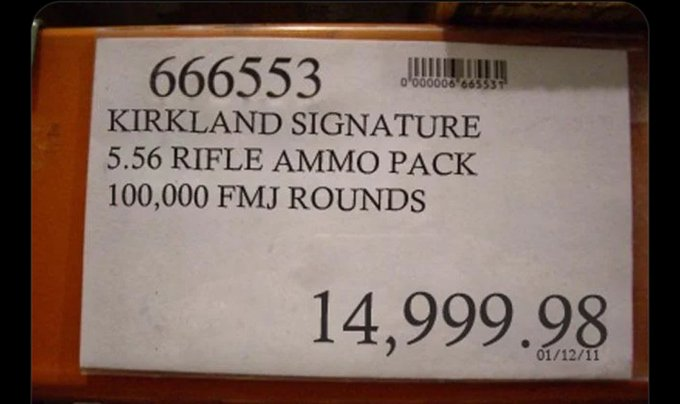 666553
0 000006 665531
KIRKLAND SIGNATURE
5.56 RIFLE AMMO PACK
100,000 FMJ ROUNDS
14,999.98
01/12/11